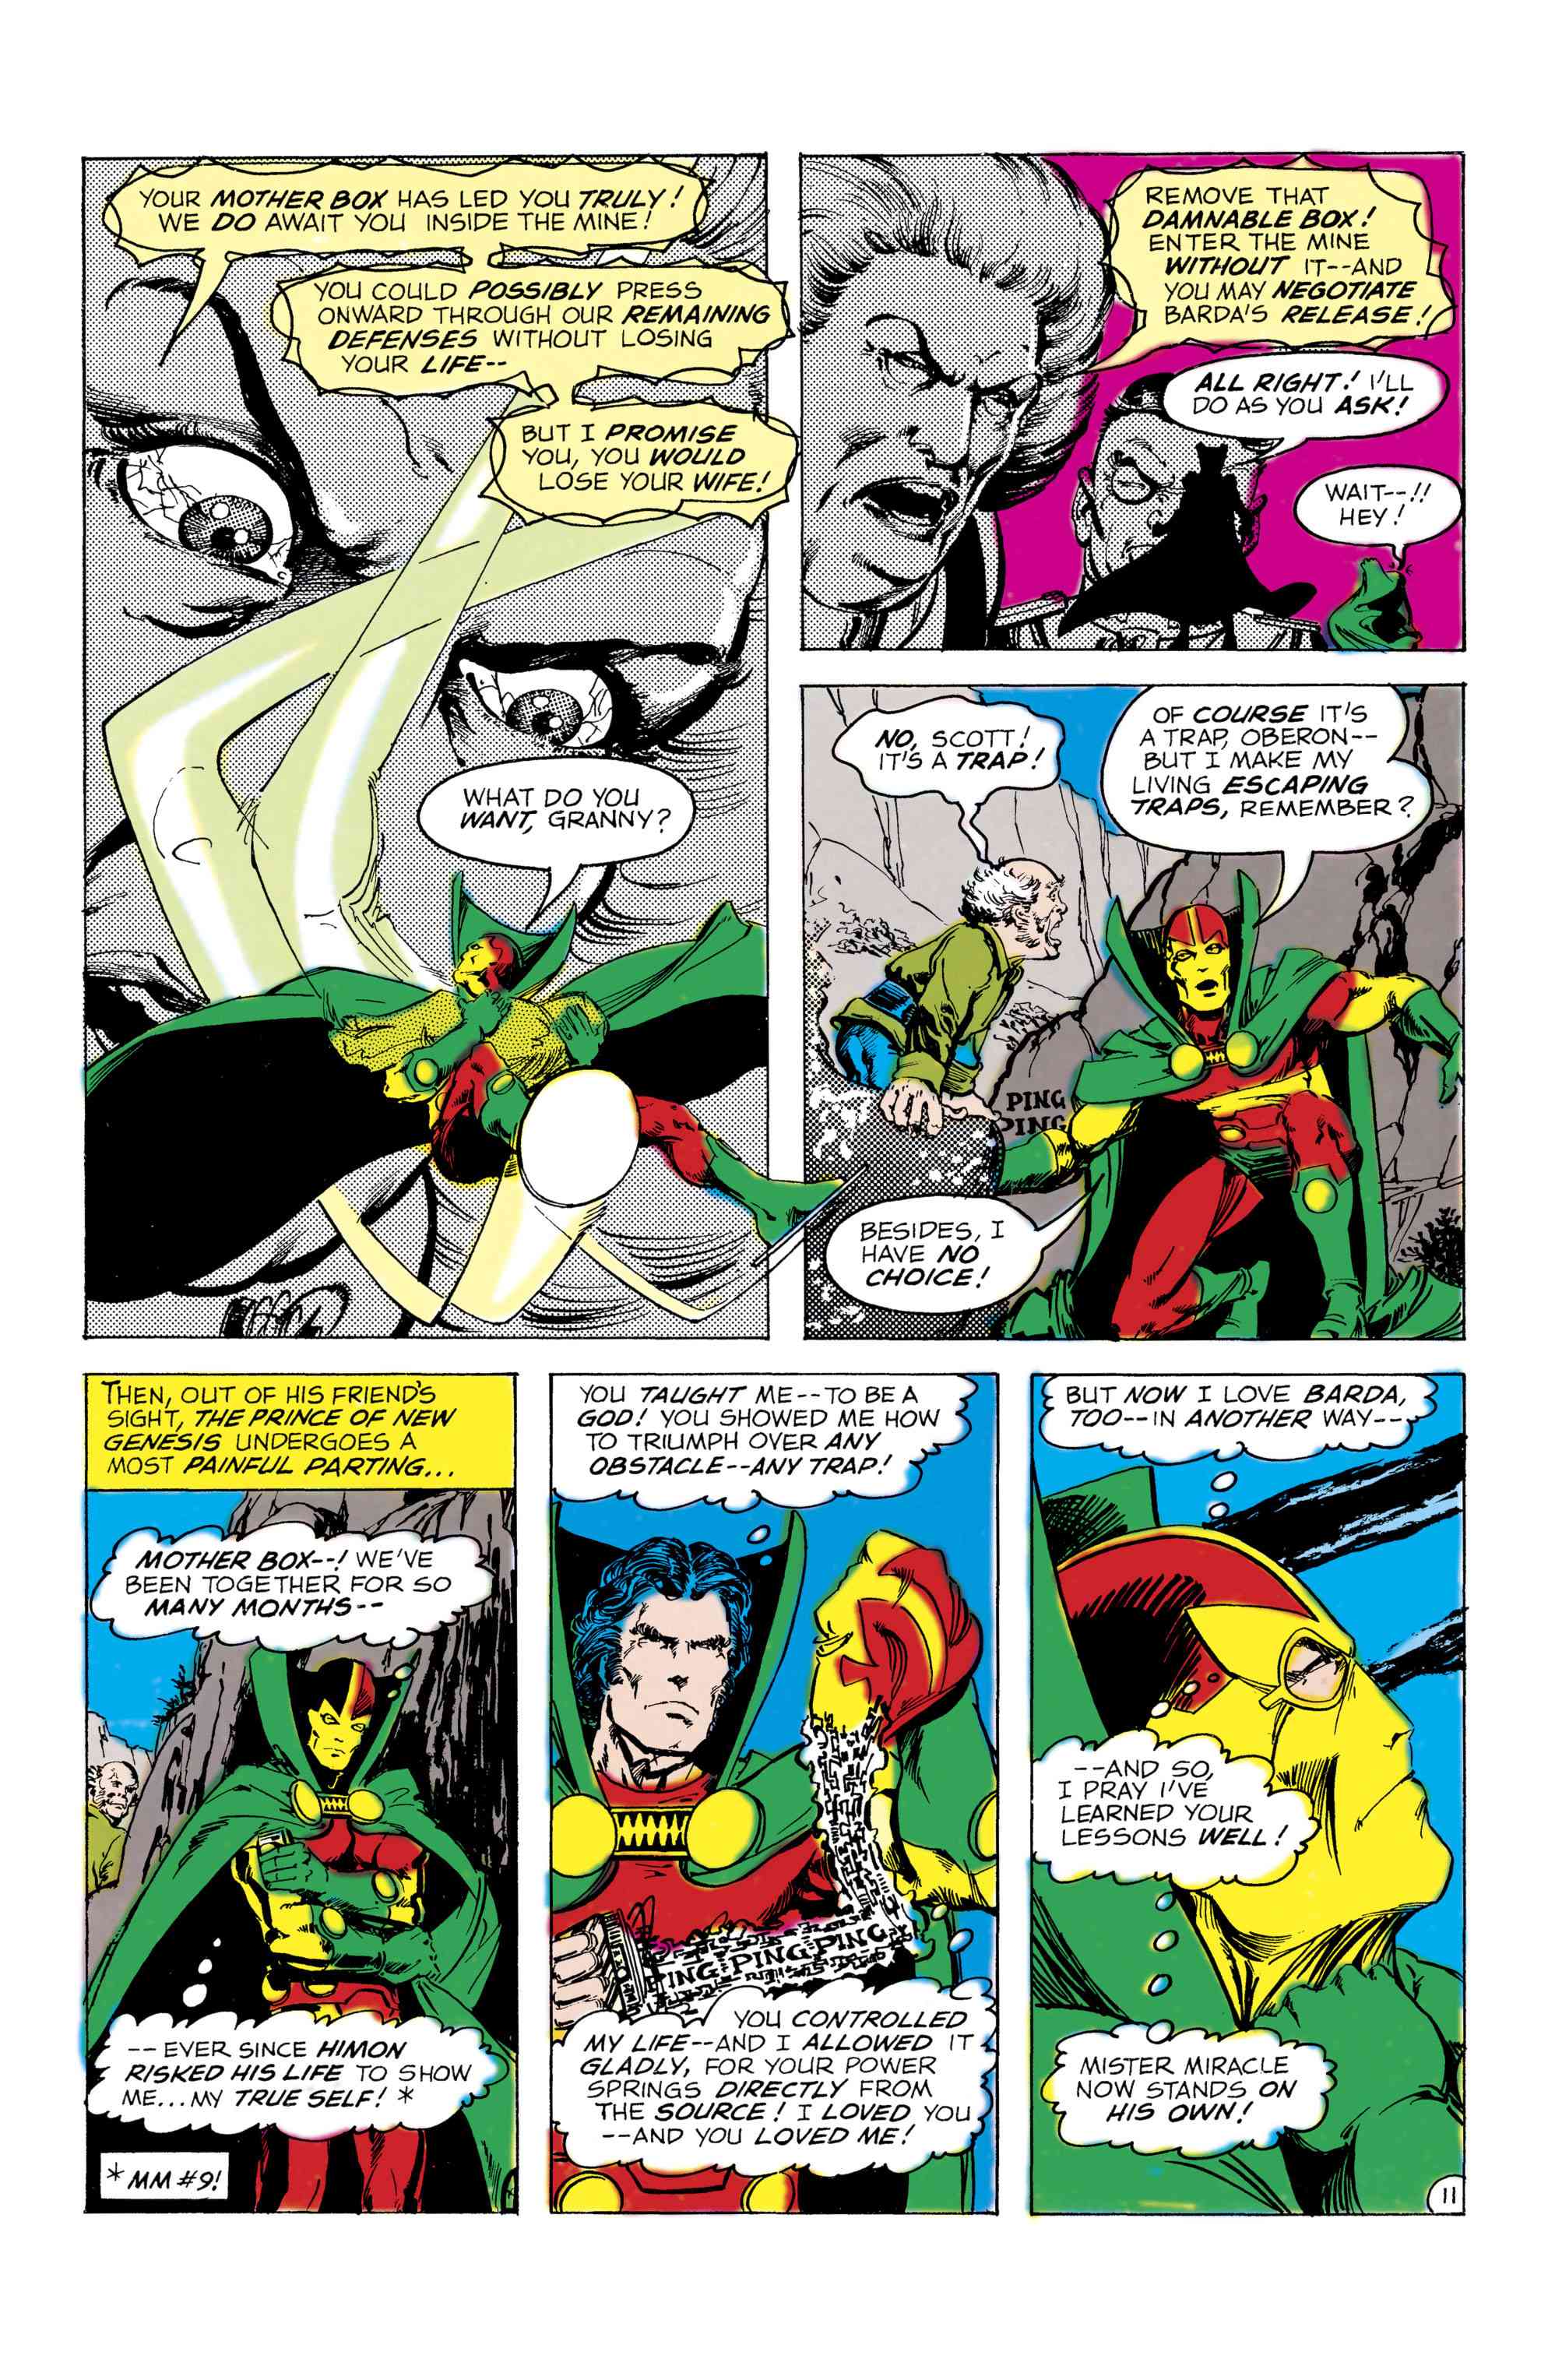 YOUR MOTHER BOX HAS LED YOU TRULY!
WE DO AWAIT YOU INSIDE THE MINE!
YOU COULD POSSIBLY PRESS
ONWARD THROUGH OUR REMAINING
DEFENSES WITHOUT LOSING
YOUR LIFE--
BUT I PROMISE
YOU, YOU WOULD
LOSE YOUR WIFE!
WHAT DO YOU
WANT, GRANNY?
REMOVE THAT
DAMNABLE BOX!
ENTER THE MINE
WITHOUT IT--AND
YOU MAY NEGOTIATE
BARDA'S RELEASE!
ALL RIGHT! I'LL
DO AS YOU ASK!
WAIT--!!
HEY!
NO, SCOTT!
IT'S A TRAP!
OF COURSE IT'S
A TRAP, OBERON--
BUT I MAKE MY
LIVING ESCAPING
TRAPS, REMEMBER?
PING
PING
BESIDES, I
HAVE NO
CHOICE!
THEN, OUT OF HIS FRIEND'S
SIGHT, THE PRINCE OF NEW
GENESIS UNDERGOES A
MOST PAINFUL PARTING...
MOTHER BOX--! WE'VE
BEEN TOGETHER FOR SO
MANY MONTHS--
-- EVER SINCE HIMON
RISKED HIS LIFE TO SHOW
ME...MY TRUE SELF! *
* MM #9!
YOU TAUGHT ME--TO BE A
GOD! YOU SHOWED ME HOW
TO TRIUMPH OVER ANY
OBSTACLE--ANY TRAP!
PING PING PING
YOU CONTROLLED
MY LIFE--AND I ALLOWED IT
GLADLY, FOR YOUR POWER
SPRINGS DIRECTLY FROM
THE SOURCE! I LOVED YOU
--AND YOU LOVED ME!
BUT NOW I LOVE BARDA,
TOO--IN ANOTHER WAY--
--AND SO,
I PRAY I'VE
LEARNED YOUR
LESSONS WELL!
MISTER MIRACLE
NOW STANDS ON
HIS OWN!
11